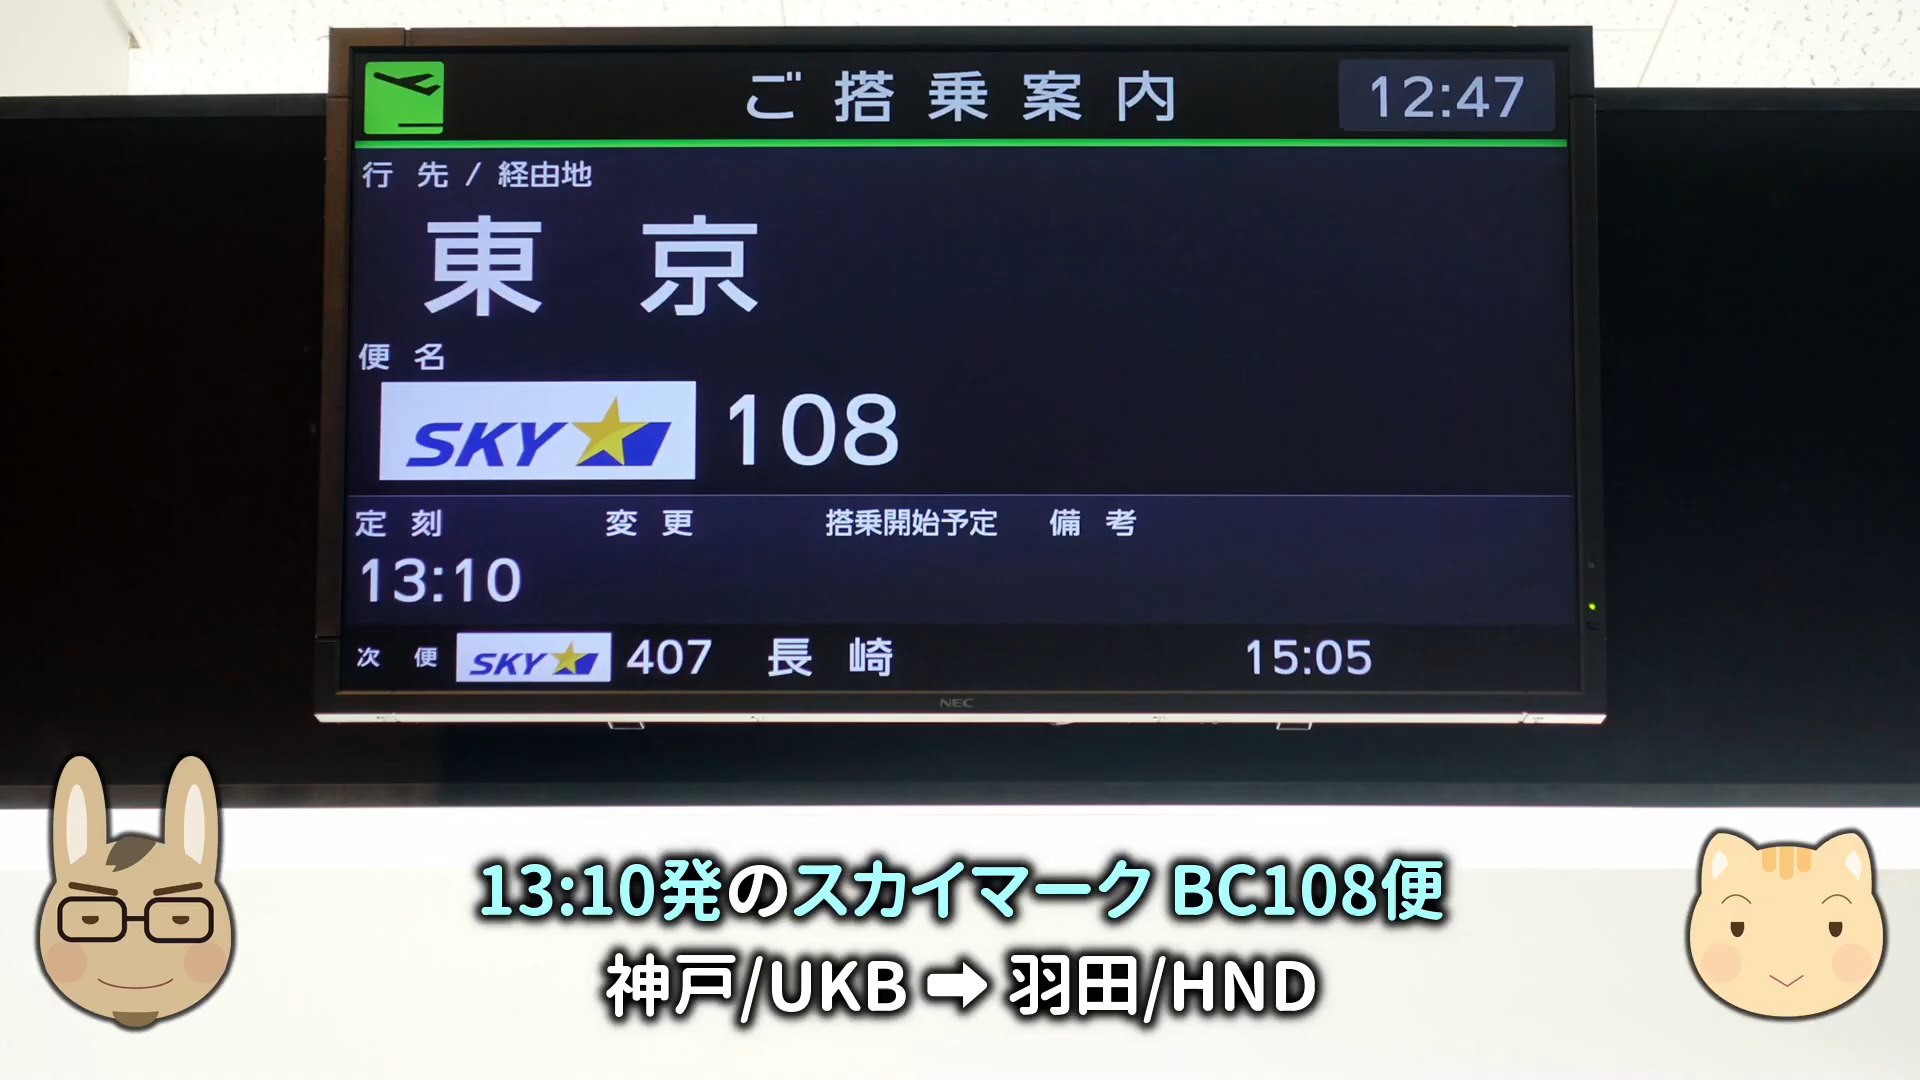 ご搭乗案内 12:47
行先 / 経由地
東京
便名
SKY 108
定刻 変更 搭乗開始予定 備考
13:10
次便 SKY 407 長崎 15:05
NEC
13:10発のスカイマーク BC108便
神戸/UKB ➡ 羽田/HND